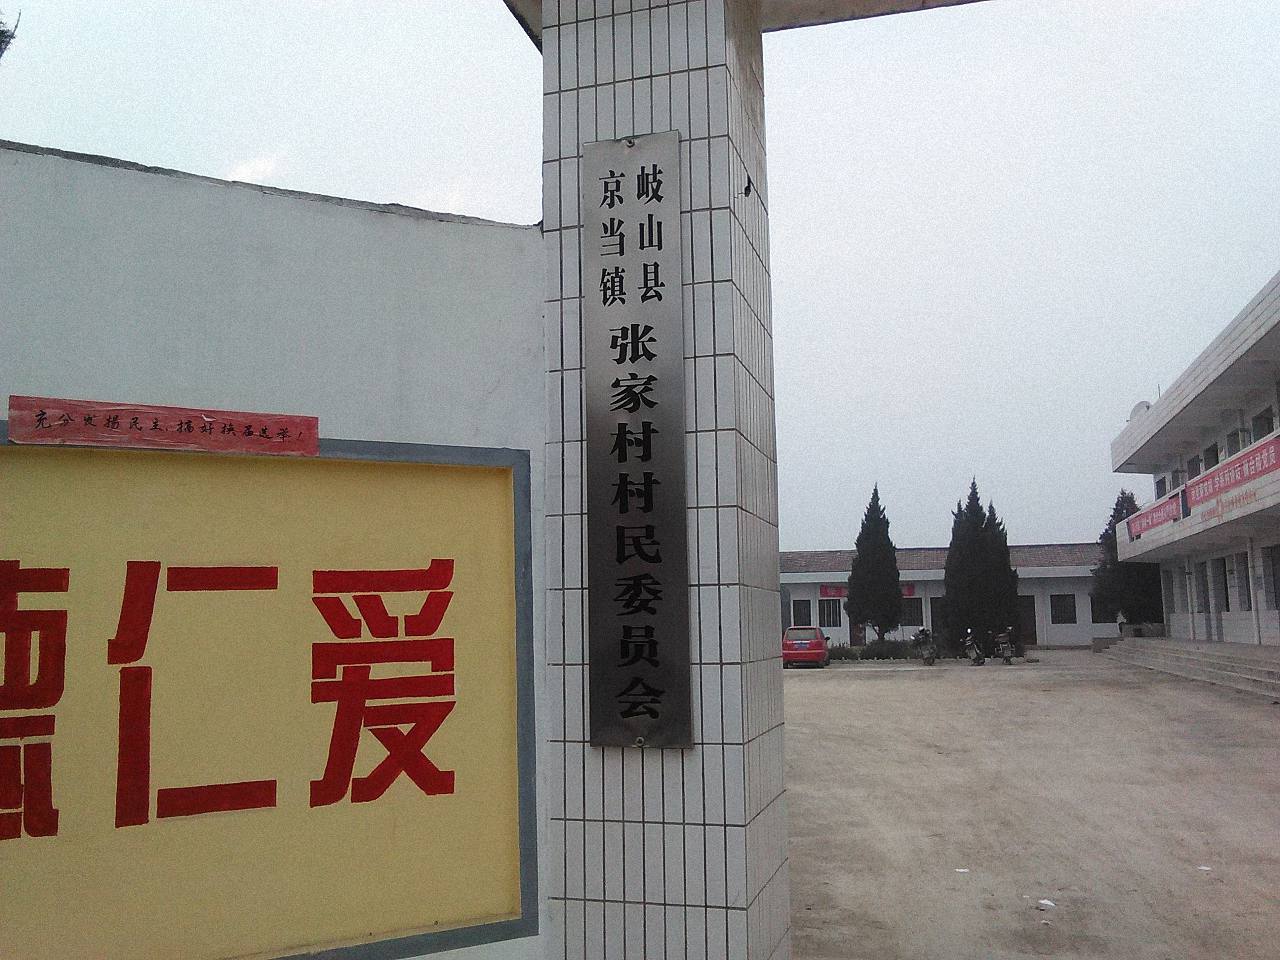 岐山县
京当镇
张家村村民委员会
充分发扬民主,搞好换届选举!
德仁爱